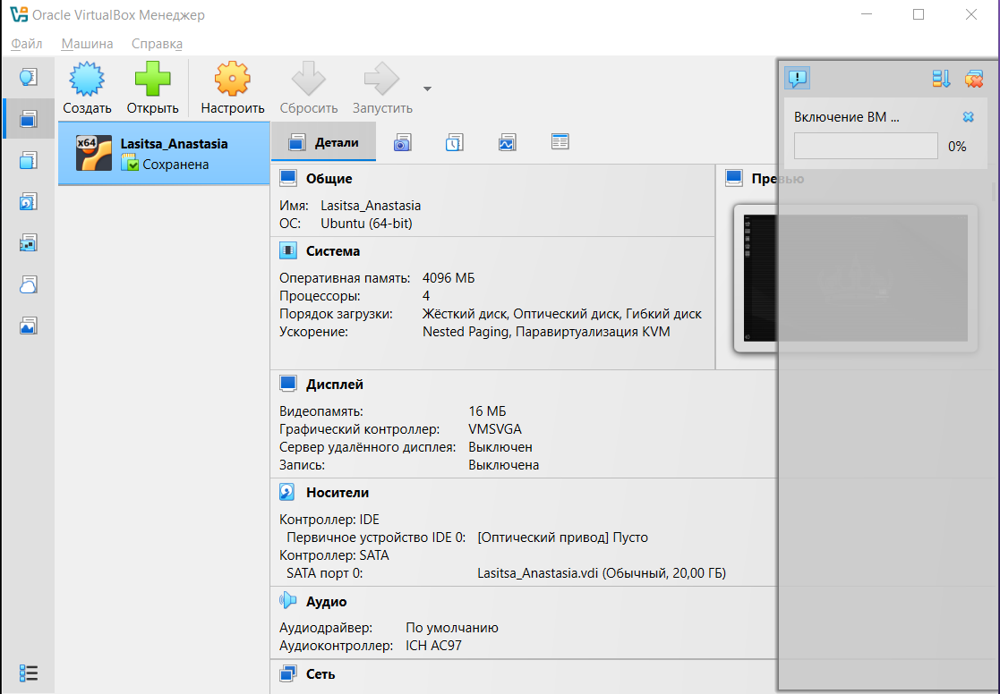 Oracle VirtualBox Менеджер
Файл Машина Справка
Создать Открыть Настроить Сбросить Запустить
x64
Lasitsa_Anastasia
Сохранена
Детали
Общие
Имя: Lasitsa_Anastasia
ОС: Ubuntu (64-bit)
Система
Оперативная память: 4096 МБ
Процессоры: 4
Порядок загрузки: Жёсткий диск, Оптический диск, Гибкий диск
Ускорение: Nested Paging, Паравиртуализация KVM
Превью
Дисплей
Видеопамять: 16 МБ
Графический контроллер: VMSVGA
Сервер удалённого дисплея: Выключен
Запись: Выключена
Носители
Контроллер: IDE
Первичное устройство IDE 0: [Оптический привод] Пусто
Контроллер: SATA
SATA порт 0: Lasitsa_Anastasia.vdi (Обычный, 20,00 ГБ)
Аудио
Аудиодрайвер: По умолчанию
Аудиоконтроллер: ICH AC97
Сеть
Включение ВМ ...
0%